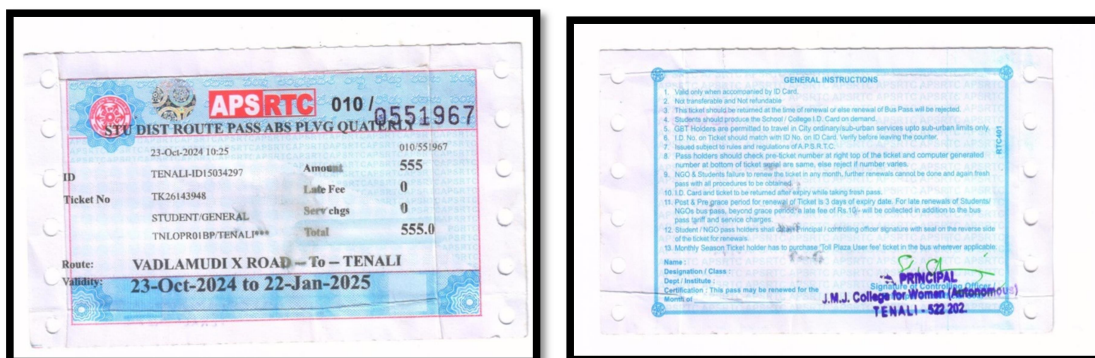 APSRTC 010 / 0551967
STU DIST ROUTE PASS ABS PLVG QUATERLY
23-Oct-2024 10:25 010/551967
ID TENALI-ID15034297 Amount 555
Ticket No TK26143948 Late Fee 0
STUDENT/GENERAL Serv chgs 0
TNLOPR01BP/TENALI*** Total 555.0
Route: VADLAMUDI X ROAD -- To -- TENALI
Validity: 23-Oct-2024 to 22-Jan-2025
GENERAL INSTRUCTIONS
1. Valid only when accompanied by ID Card.
2. Not transferable and Not refundable
3. This ticket should be returned at the time of renewal or else renewal of Bus Pass will be rejected.
4. Students should produce the School / College I.D. Card on demand.
5. GBT Holders are permitted to travel in City ordinary/sub-urban services upto sub-urban limits only.
6. I.D. No. on Ticket should match with ID No. on ID Card. Verify before leaving the counter.
7. Issued subject to rules and regulations of A.P.S.R.T.C.
8. Pass holders should check pre-ticket number at right top of the ticket and computer generated
number at bottom of ticket are same, else reject if number varies.
9. NGO & Students failure to renew the ticket in any month, further renewals cannot be done and again fresh
pass with all procedures to be obtained.
10. I.D. Card and ticket to be returned after expiry while taking fresh pass.
11. Post & Pre grace period for renewal of Ticket is 3 days of expiry date. For late renewals of Students/
NGOs bus pass, beyond grace period a late fee of Rs.10/- will be collected in addition to the bus
pass tariff and service charges.
12. Student / NGO pass holders shall Principal / controlling officer signature with seal on the reverse side
of the ticket for renewals.
13. Monthly Season Ticket holder has to purchase 'Toll Plaza User fee' ticket in the bus wherever applicable
RTC401
Name :
Designation / Class :
Dept / Institute :
Certification : This pass may be renewed for the
Month of
Signature of Controlling Officer
PRINCIPAL
J.M.J. College for Women (Autonomous)
TENALI - 522 202.